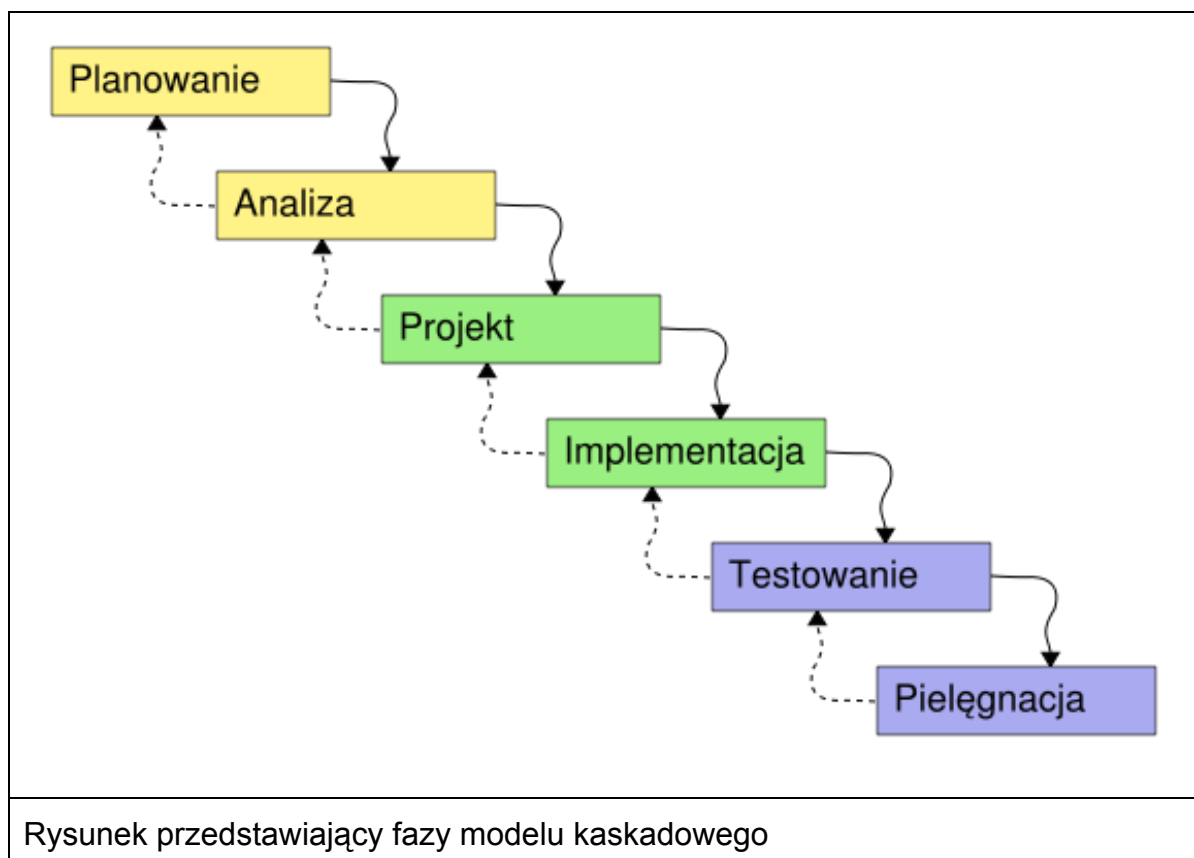 Planowanie
Analiza
Projekt
Implementacja
Testowanie
Pielęgnacja
Rysunek przedstawiający fazy modelu kaskadowego